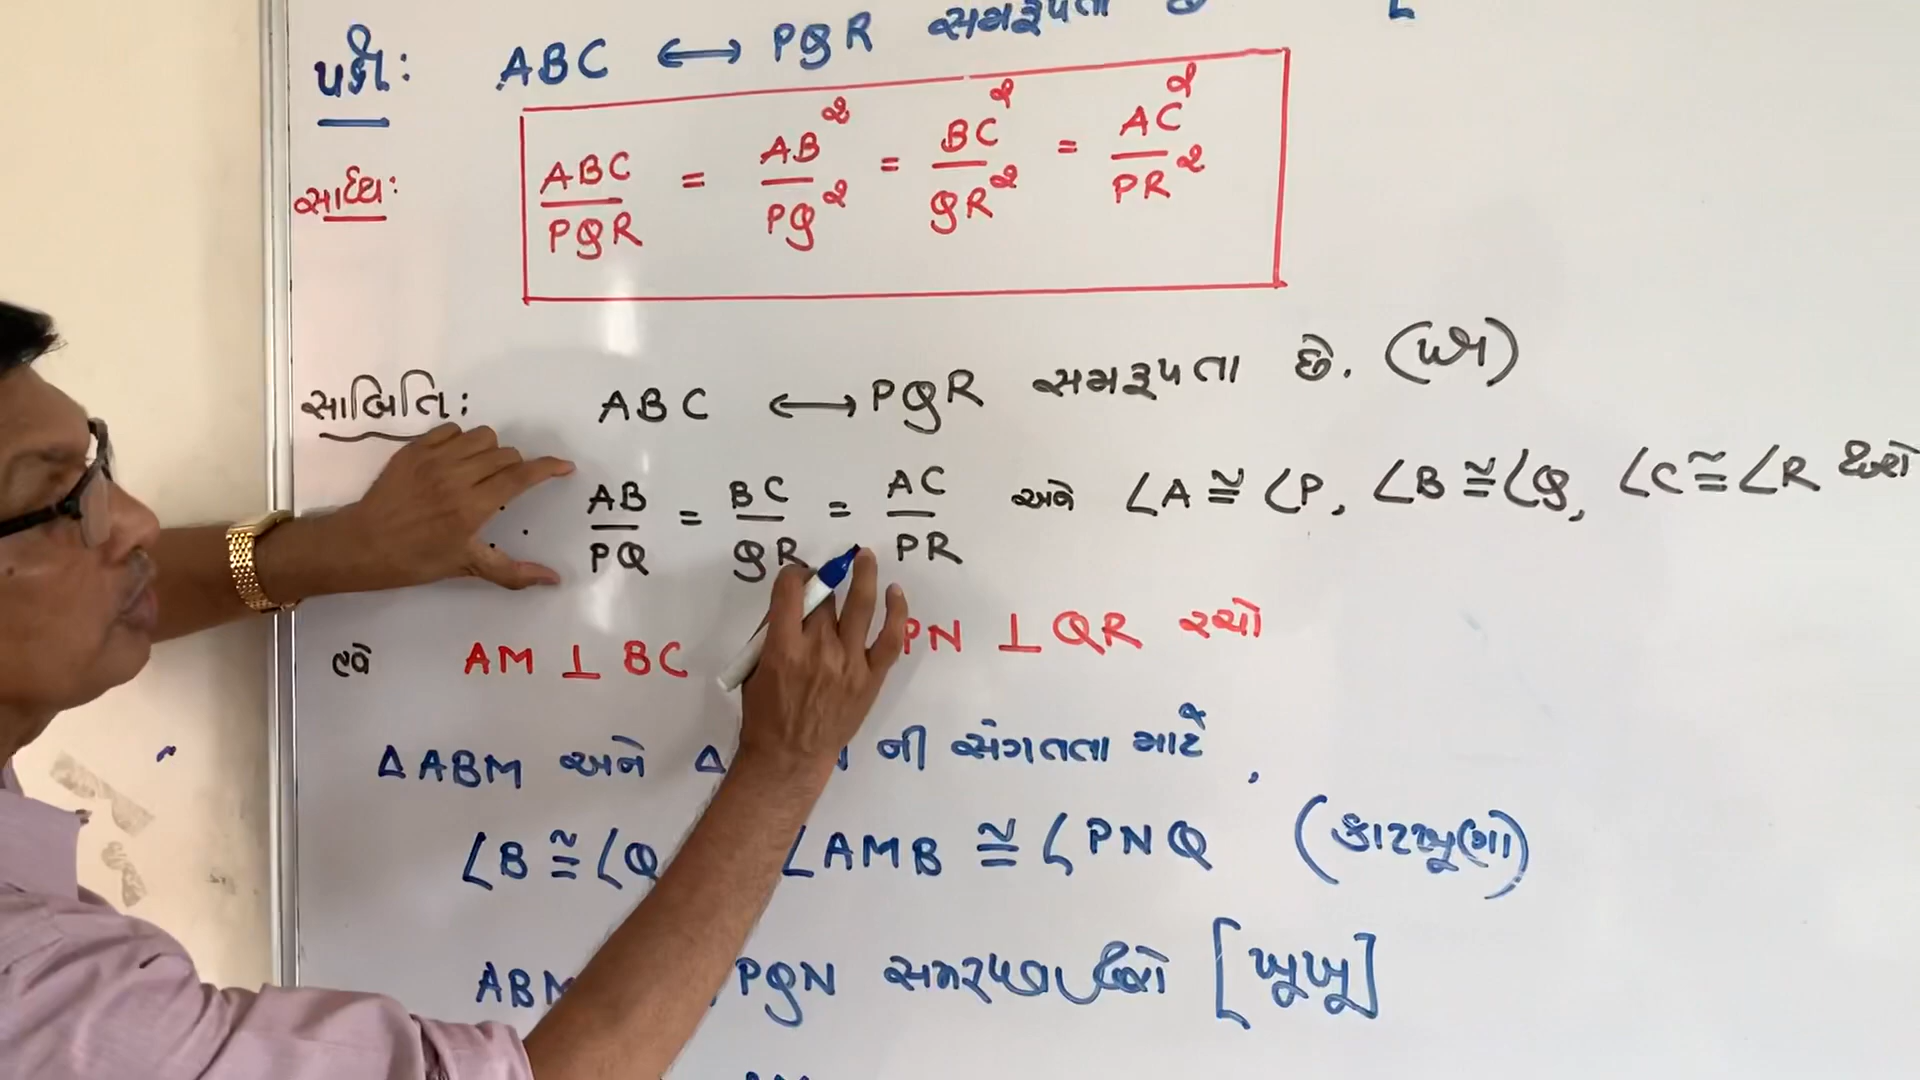 પક્ષ: ABC ↔ PQR સમરૂપતા
સાધ્ય: ABC/PQR = AB²/PQ² = BC²/QR² = AC²/PR²
સાબિતિ: ABC ↔ PQR સમરૂપતા છે. (પક્ષ)
∴ AB/PQ = BC/QR = AC/PR અને ∠A ≅ ∠P, ∠B ≅ ∠Q, ∠C ≅ ∠R થશે
હવે AM ⊥ BC PN ⊥ QR રચો
Δ ABM અને Δ ની સંગતતા માટે,
∠B ≅ ∠Q ∠AMB ≅ ∠PNQ (કાટખૂણો)
ABM PQN સમરૂપતા થશે [ખૂખૂ]